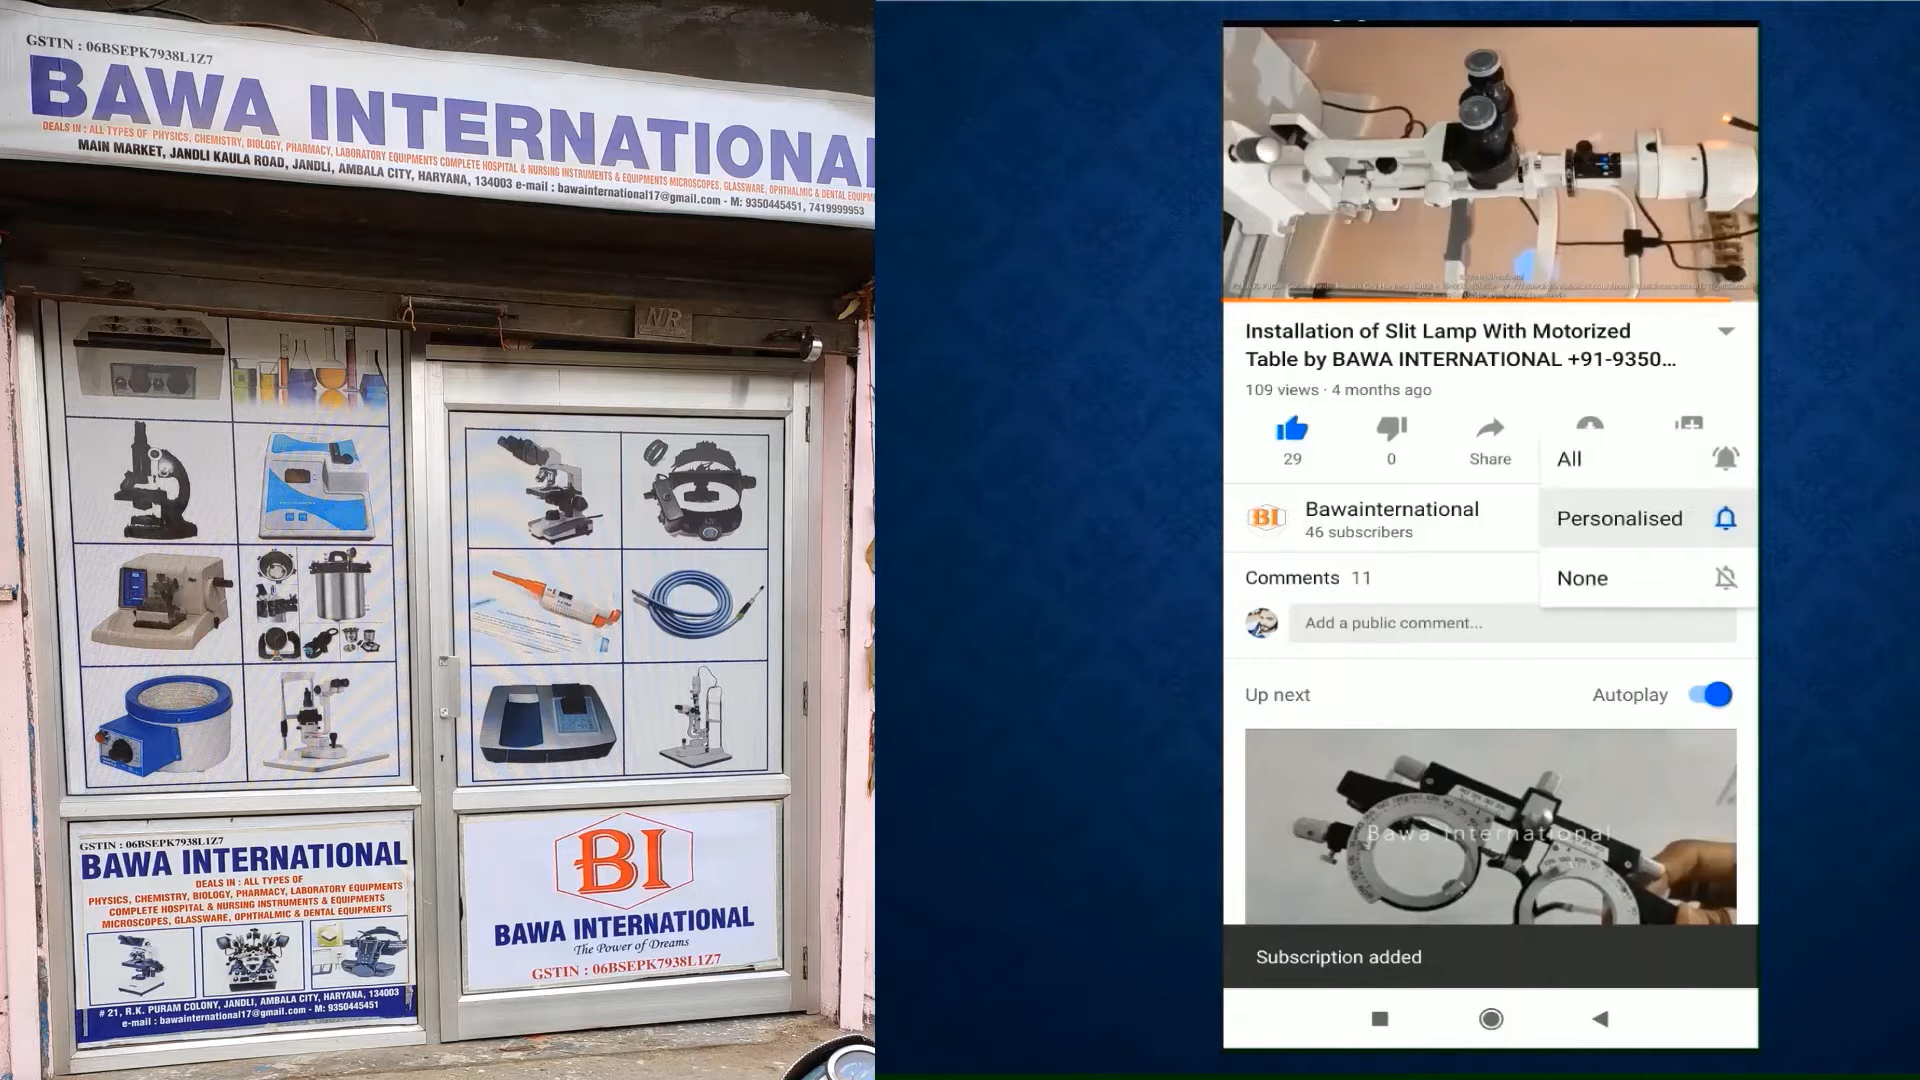 GSTIN : 06BSEPK7938L1Z7
BAWA INTERNATIONAL
DEALS IN : ALL TYPES OF PHYSICS, CHEMISTRY, BIOLOGY, PHARMACY, LABORATORY EQUIPMENTS COMPLETE HOSPITAL & NURSING INSTRUMENTS & EQUIPMENTS MICROSCOPES, GLASSWARE, OPHTHALMIC & DENTAL EQUIPM
MAIN MARKET, JANDLI KAULA ROAD, JANDLI, AMBALA CITY, HARYANA, 134003 e-mail : bawainternational17@gmail.com - M: 9350445451, 7419999953
NR
GSTIN : 06BSEPK7938L1Z7
BAWA INTERNATIONAL
DEALS IN : ALL TYPES OF
PHYSICS, CHEMISTRY, BIOLOGY, PHARMACY, LABORATORY EQUIPMENTS
COMPLETE HOSPITAL & NURSING INSTRUMENTS & EQUIPMENTS
MICROSCOPES, GLASSWARE, OPHTHALMIC & DENTAL EQUIPMENTS
# 21, R.K. PURAM COLONY, JANDLI, AMBALA CITY, HARYANA, 134003
e-mail : bawainternational17@gmail.com - M: 9350445451
BI
BAWA INTERNATIONAL
The Power of Dreams
GSTIN : 06BSEPK7938L1Z7
Installation of Slit Lamp With Motorized
Table by BAWA INTERNATIONAL +91-9350...
109 views · 4 months ago
29
0
Share
All
BI
Bawainternational
46 subscribers
Personalised
Comments 11
None
Add a public comment...
Up next
Autoplay
Bawa International
Subscription added